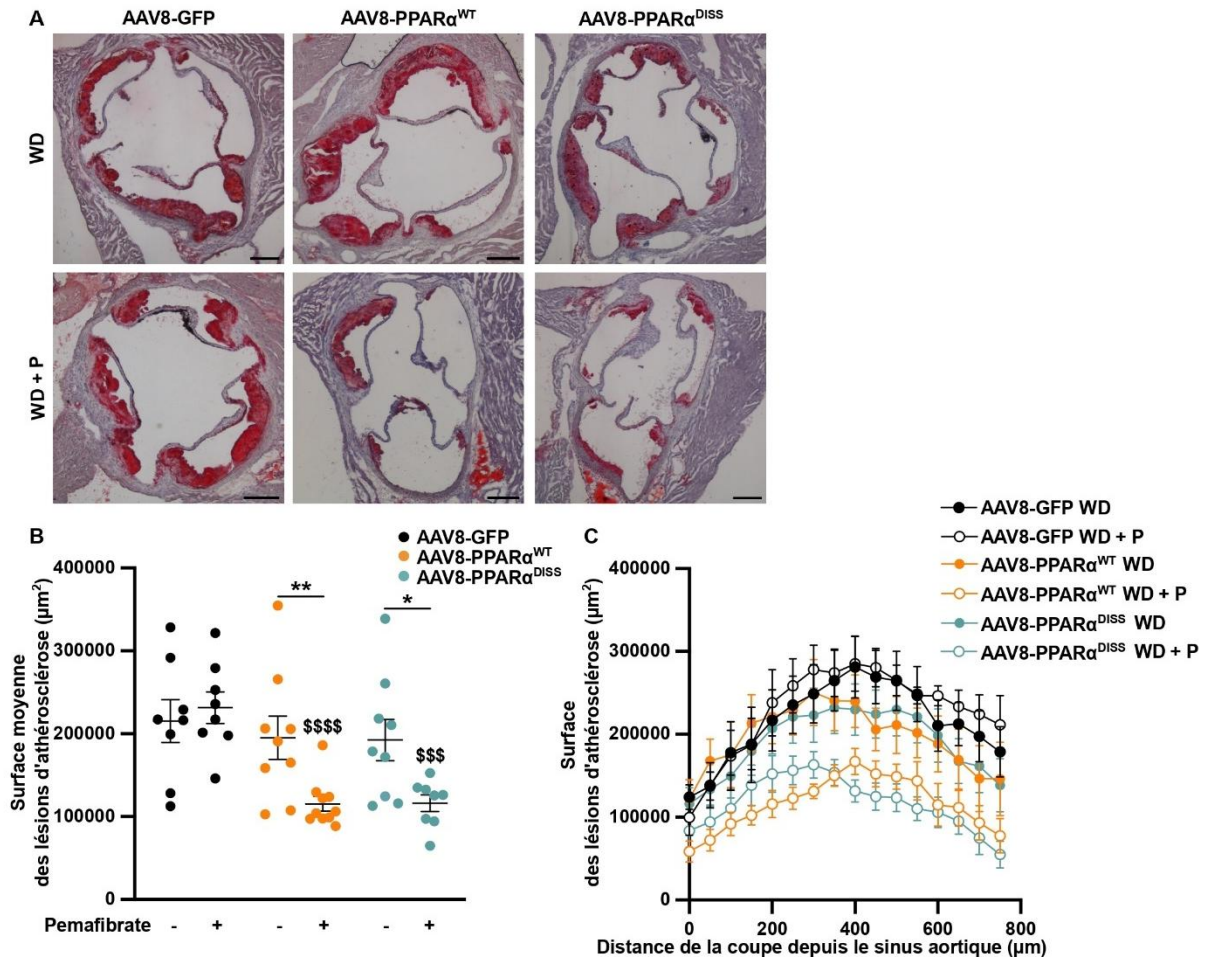 A
AAV8-GFP
AAV8-PPARα^WT
AAV8-PPARα^DISS
WD
WD + P
B
AAV8-GFP
AAV8-PPARα^WT
AAV8-PPARα^DISS
Surface moyenne
des lésions d'athérosclérose (µm²)
400000
300000
200000
100000
0
**
*
$$$$
$$$
Pemafibrate - + - + - +
C
AAV8-GFP WD
AAV8-GFP WD + P
AAV8-PPARα^WT WD
AAV8-PPARα^WT WD + P
AAV8-PPARα^DISS WD
AAV8-PPARα^DISS WD + P
Surface
des lésions d'athérosclérose (µm²)
400000
300000
200000
100000
0
0 200 400 600 800
Distance de la coupe depuis le sinus aortique (µm)